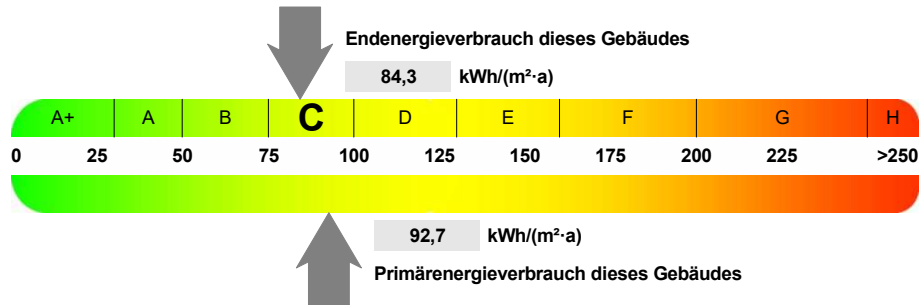 Endenergieverbrauch dieses Gebäudes
84,3 kWh/(m²·a)
A+ A B C D E F G H
0 25 50 75 100 125 150 175 200 225 >250
92,7 kWh/(m²·a)
Primärenergieverbrauch dieses Gebäudes